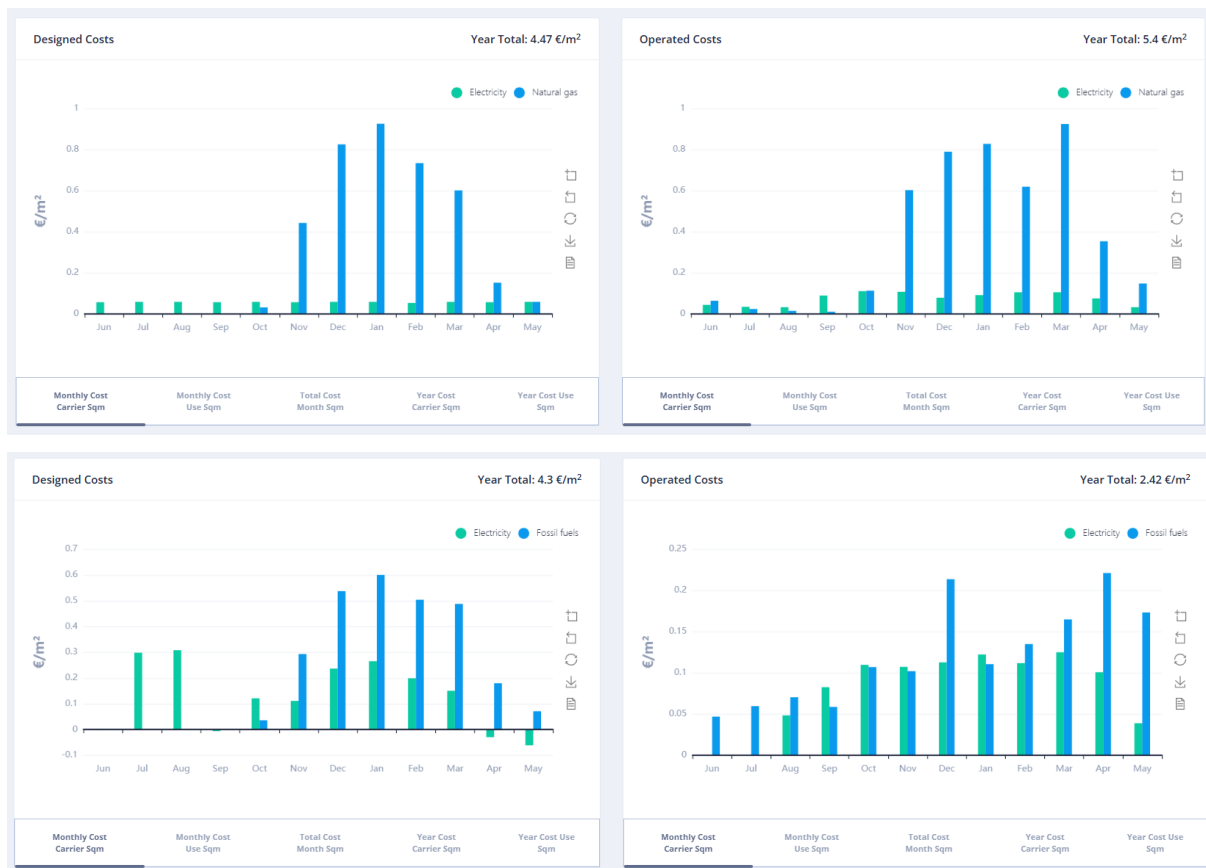 Designed Costs
Year Total: 4.47 €/m²
Electricity Natural gas
1
0.8
0.6
0.4
0.2
0
€/m²
Jun Jul Aug Sep Oct Nov Dec Jan Feb Mar Apr May
Monthly Cost Carrier Sqm
Monthly Cost Use Sqm
Total Cost Month Sqm
Year Cost Carrier Sqm
Year Cost Use Sqm
Operated Costs
Year Total: 5.4 €/m²
Electricity Natural gas
1
0.8
0.6
0.4
0.2
0
€/m²
Jun Jul Aug Sep Oct Nov Dec Jan Feb Mar Apr May
Monthly Cost Carrier Sqm
Monthly Cost Use Sqm
Total Cost Month Sqm
Year Cost Carrier Sqm
Year Cost Use Sqm
Designed Costs
Year Total: 4.3 €/m²
Electricity Fossil fuels
0.7
0.6
0.5
0.4
0.3
0.2
0.1
0
-0.1
€/m²
Jun Jul Aug Sep Oct Nov Dec Jan Feb Mar Apr May
Monthly Cost Carrier Sqm
Monthly Cost Use Sqm
Total Cost Month Sqm
Year Cost Carrier Sqm
Year Cost Use Sqm
Operated Costs
Year Total: 2.42 €/m²
Electricity Fossil fuels
0.25
0.2
0.15
0.1
0.05
0
€/m²
Jun Jul Aug Sep Oct Nov Dec Jan Feb Mar Apr May
Monthly Cost Carrier Sqm
Monthly Cost Use Sqm
Total Cost Month Sqm
Year Cost Carrier Sqm
Year Cost Use Sqm